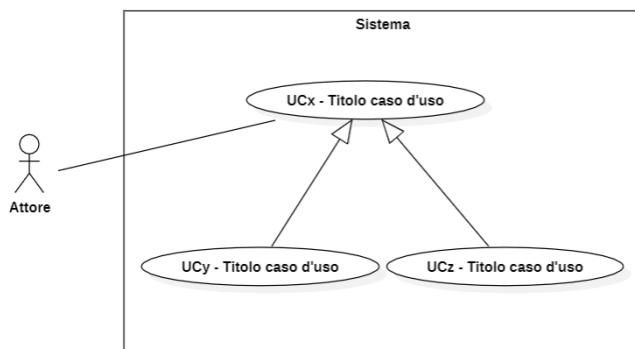 Sistema
UCx - Titolo caso d'uso
Attore
UCy - Titolo caso d'uso
UCz - Titolo caso d'uso